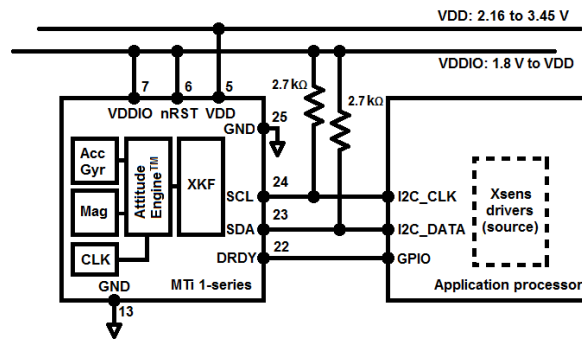 VDD: 2.16 to 3.45 V
VDDIO: 1.8 V to VDD
7 6 5
2.7 kΩ
2.7 kΩ
VDDIO nRST VDD
25
GND
Acc
Gyr
Mag
CLK
Attitude
Engine™
XKF
24
SCL
I2C_CLK
23
SDA
I2C_DATA
22
DRDY
GPIO
Xsens
drivers
(source)
GND
13
MTi 1-series
Application processor